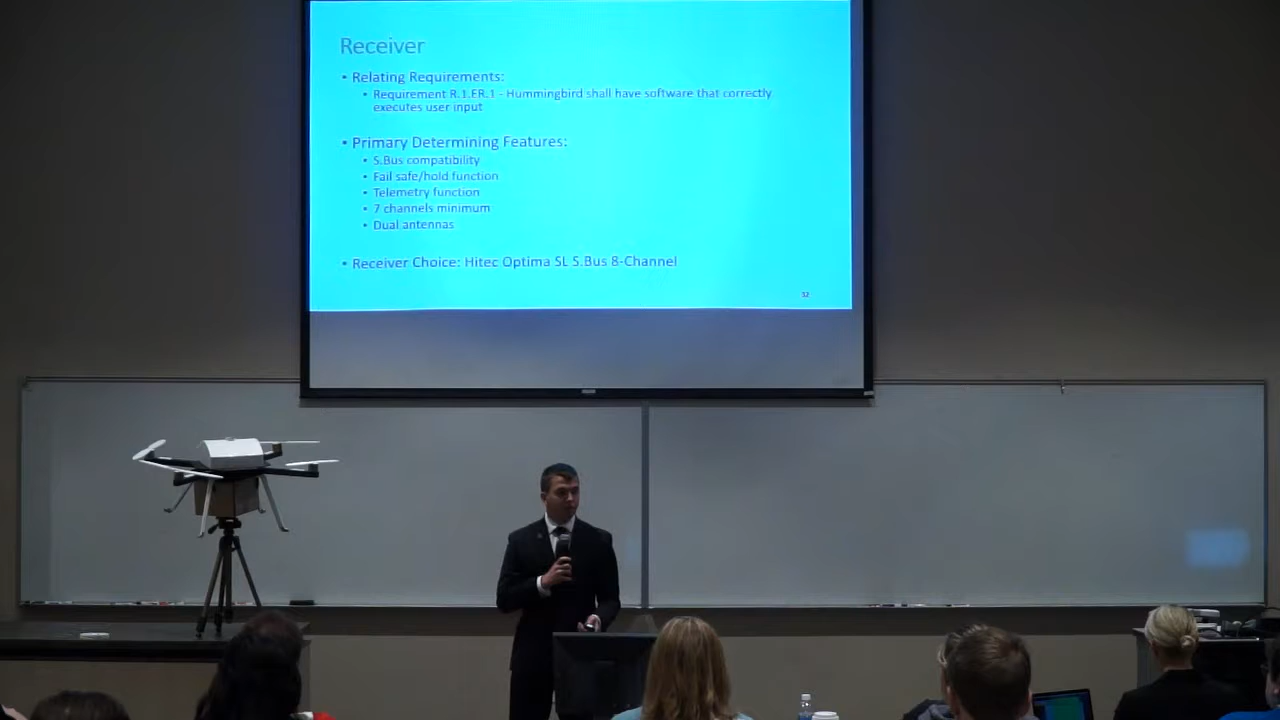 Receiver
• Relating Requirements:
• Requirement R.1.FR.1 - Hummingbird shall have software that correctly
executes user input
• Primary Determining Features:
• S.Bus compatibility
• Fail safe/hold function
• Telemetry function
• 7 channels minimum
• Dual antennas
• Receiver Choice: Hitec Optima SL S.Bus 8-Channel
32